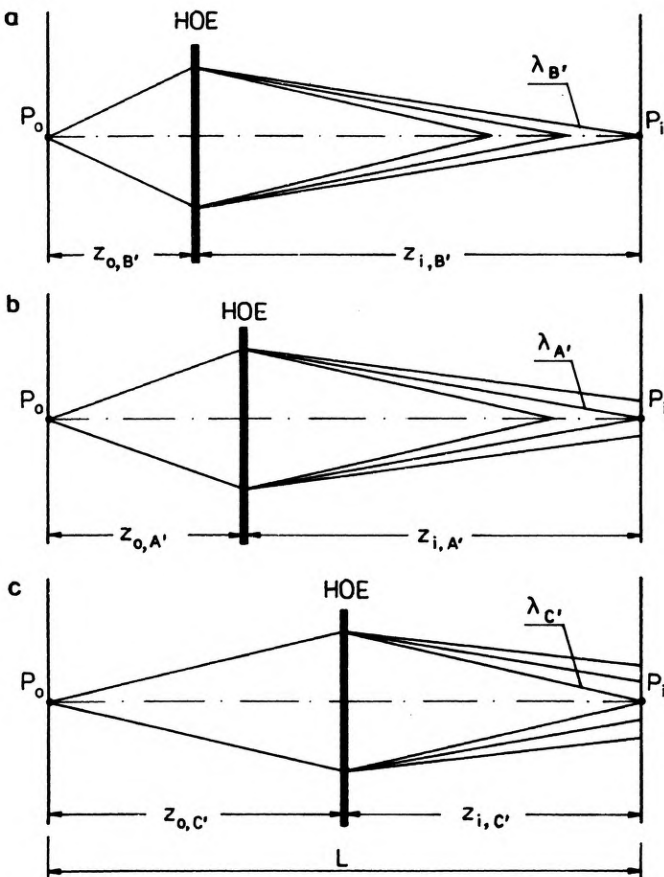 a
HOE
λB'
Po
Pi
zo,B'
zi,B'
b
HOE
λA'
Po
Pi
zo,A'
zi,A'
c
HOE
λC'
Po
Pi
zo,C'
zi,C'
L